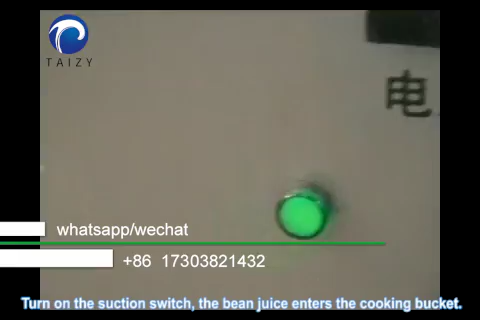 TAIZY
电
whatsapp/wechat
+86 17303821432
Turn on the suction switch, the bean juice enters the cooking bucket.